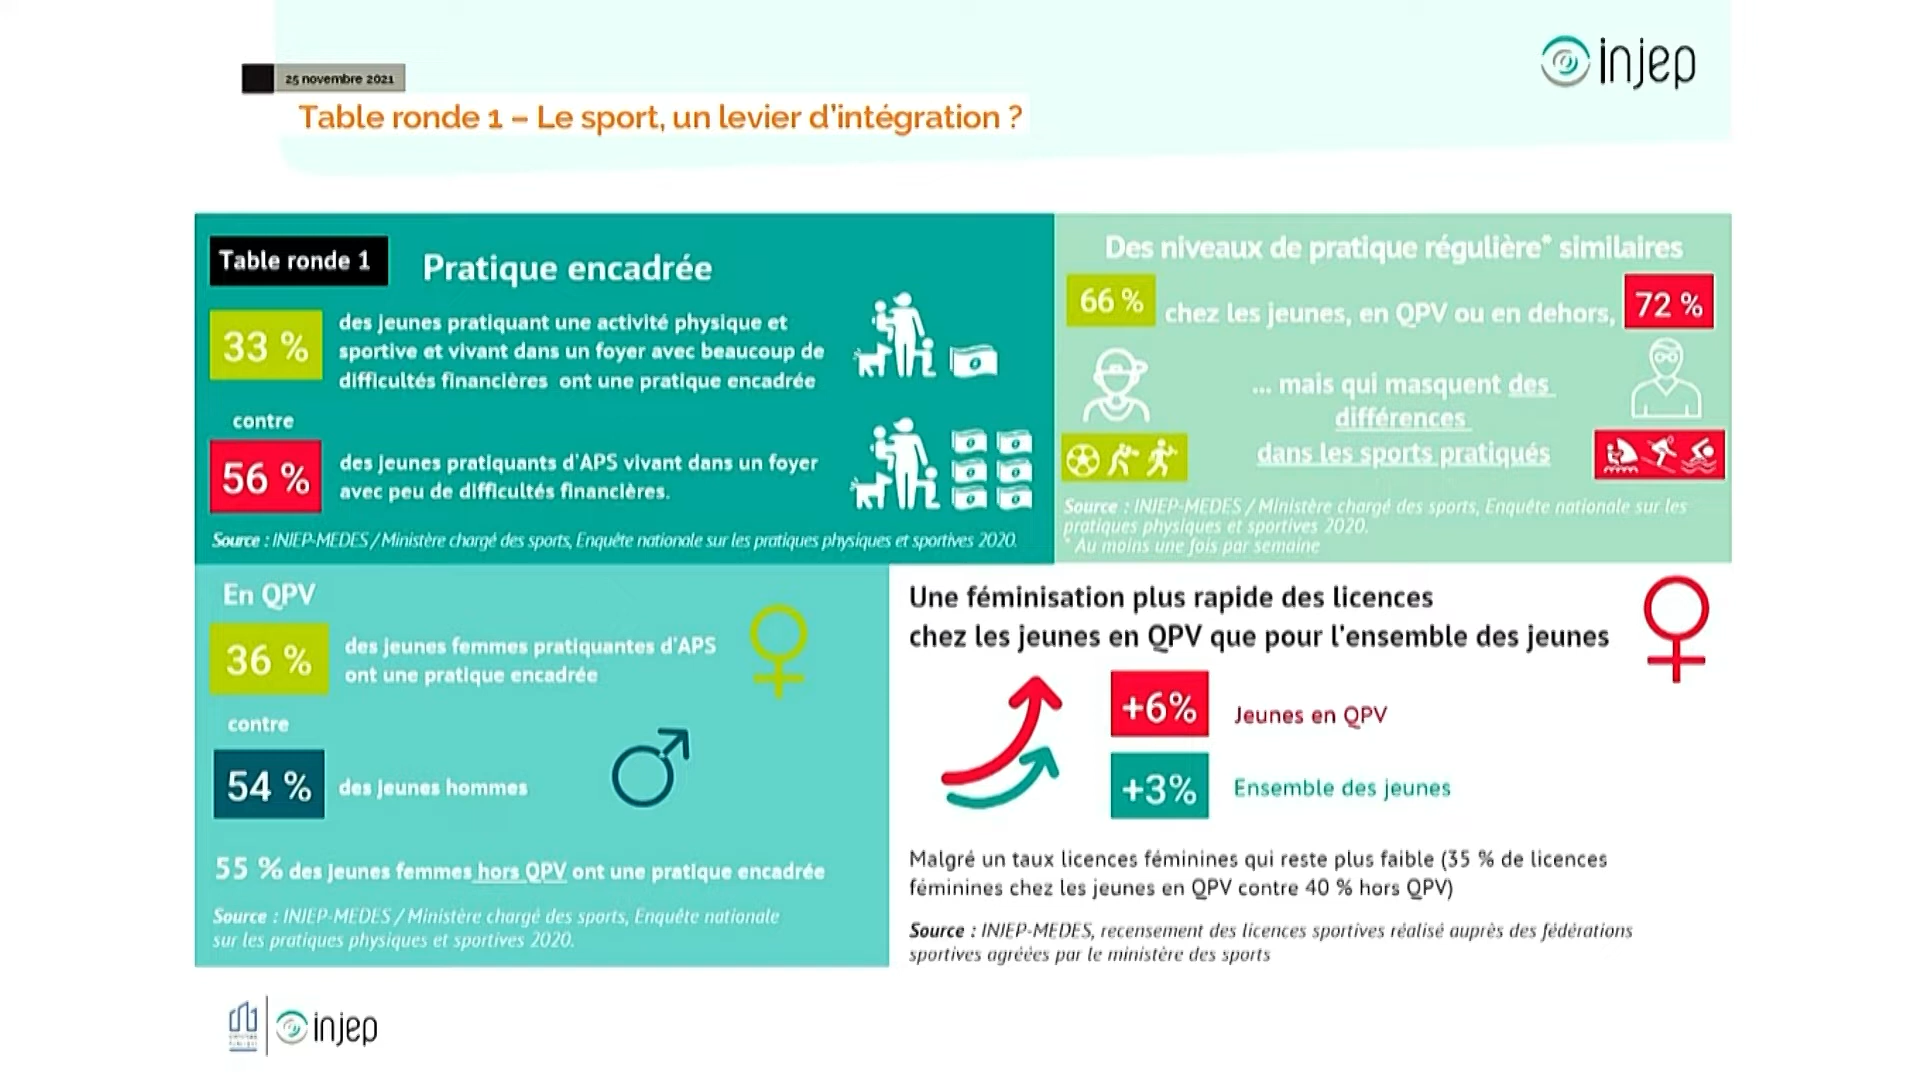 injep
25 novembre 2021
Table ronde 1 – Le sport, un levier d'intégration ?
Table ronde 1
Pratique encadrée
33 %
des jeunes pratiquant une activité physique et
sportive et vivant dans un foyer avec beaucoup de
difficultés financières ont une pratique encadrée
contre
56 %
des jeunes pratiquants d'APS vivant dans un foyer
avec peu de difficultés financières.
Source : INJEP-MEDES / Ministère chargé des sports, Enquête nationale sur les pratiques physiques et sportives 2020.
Des niveaux de pratique régulière* similaires
66 %
chez les jeunes, en QPV ou en dehors,
72 %
... mais qui masquent des
différences
dans les sports pratiqués
Source : INJEP-MEDES / Ministère chargé des sports, Enquête nationale sur les
pratiques physiques et sportives 2020.
* Au moins une fois par semaine
En QPV
36 %
des jeunes femmes pratiquantes d'APS
ont une pratique encadrée
contre
54 %
des jeunes hommes
55 % des jeunes femmes hors QPV ont une pratique encadrée
Source : INJEP-MEDES / Ministère chargé des sports, Enquête nationale
sur les pratiques physiques et sportives 2020.
Une féminisation plus rapide des licences
chez les jeunes en QPV que pour l'ensemble des jeunes
+6%
Jeunes en QPV
+3%
Ensemble des jeunes
Malgré un taux licences féminines qui reste plus faible (35 % de licences
féminines chez les jeunes en QPV contre 40 % hors QPV)
Source : INJEP-MEDES, recensement des licences sportives réalisé auprès des fédérations
sportives agréées par le ministère des sports
injep